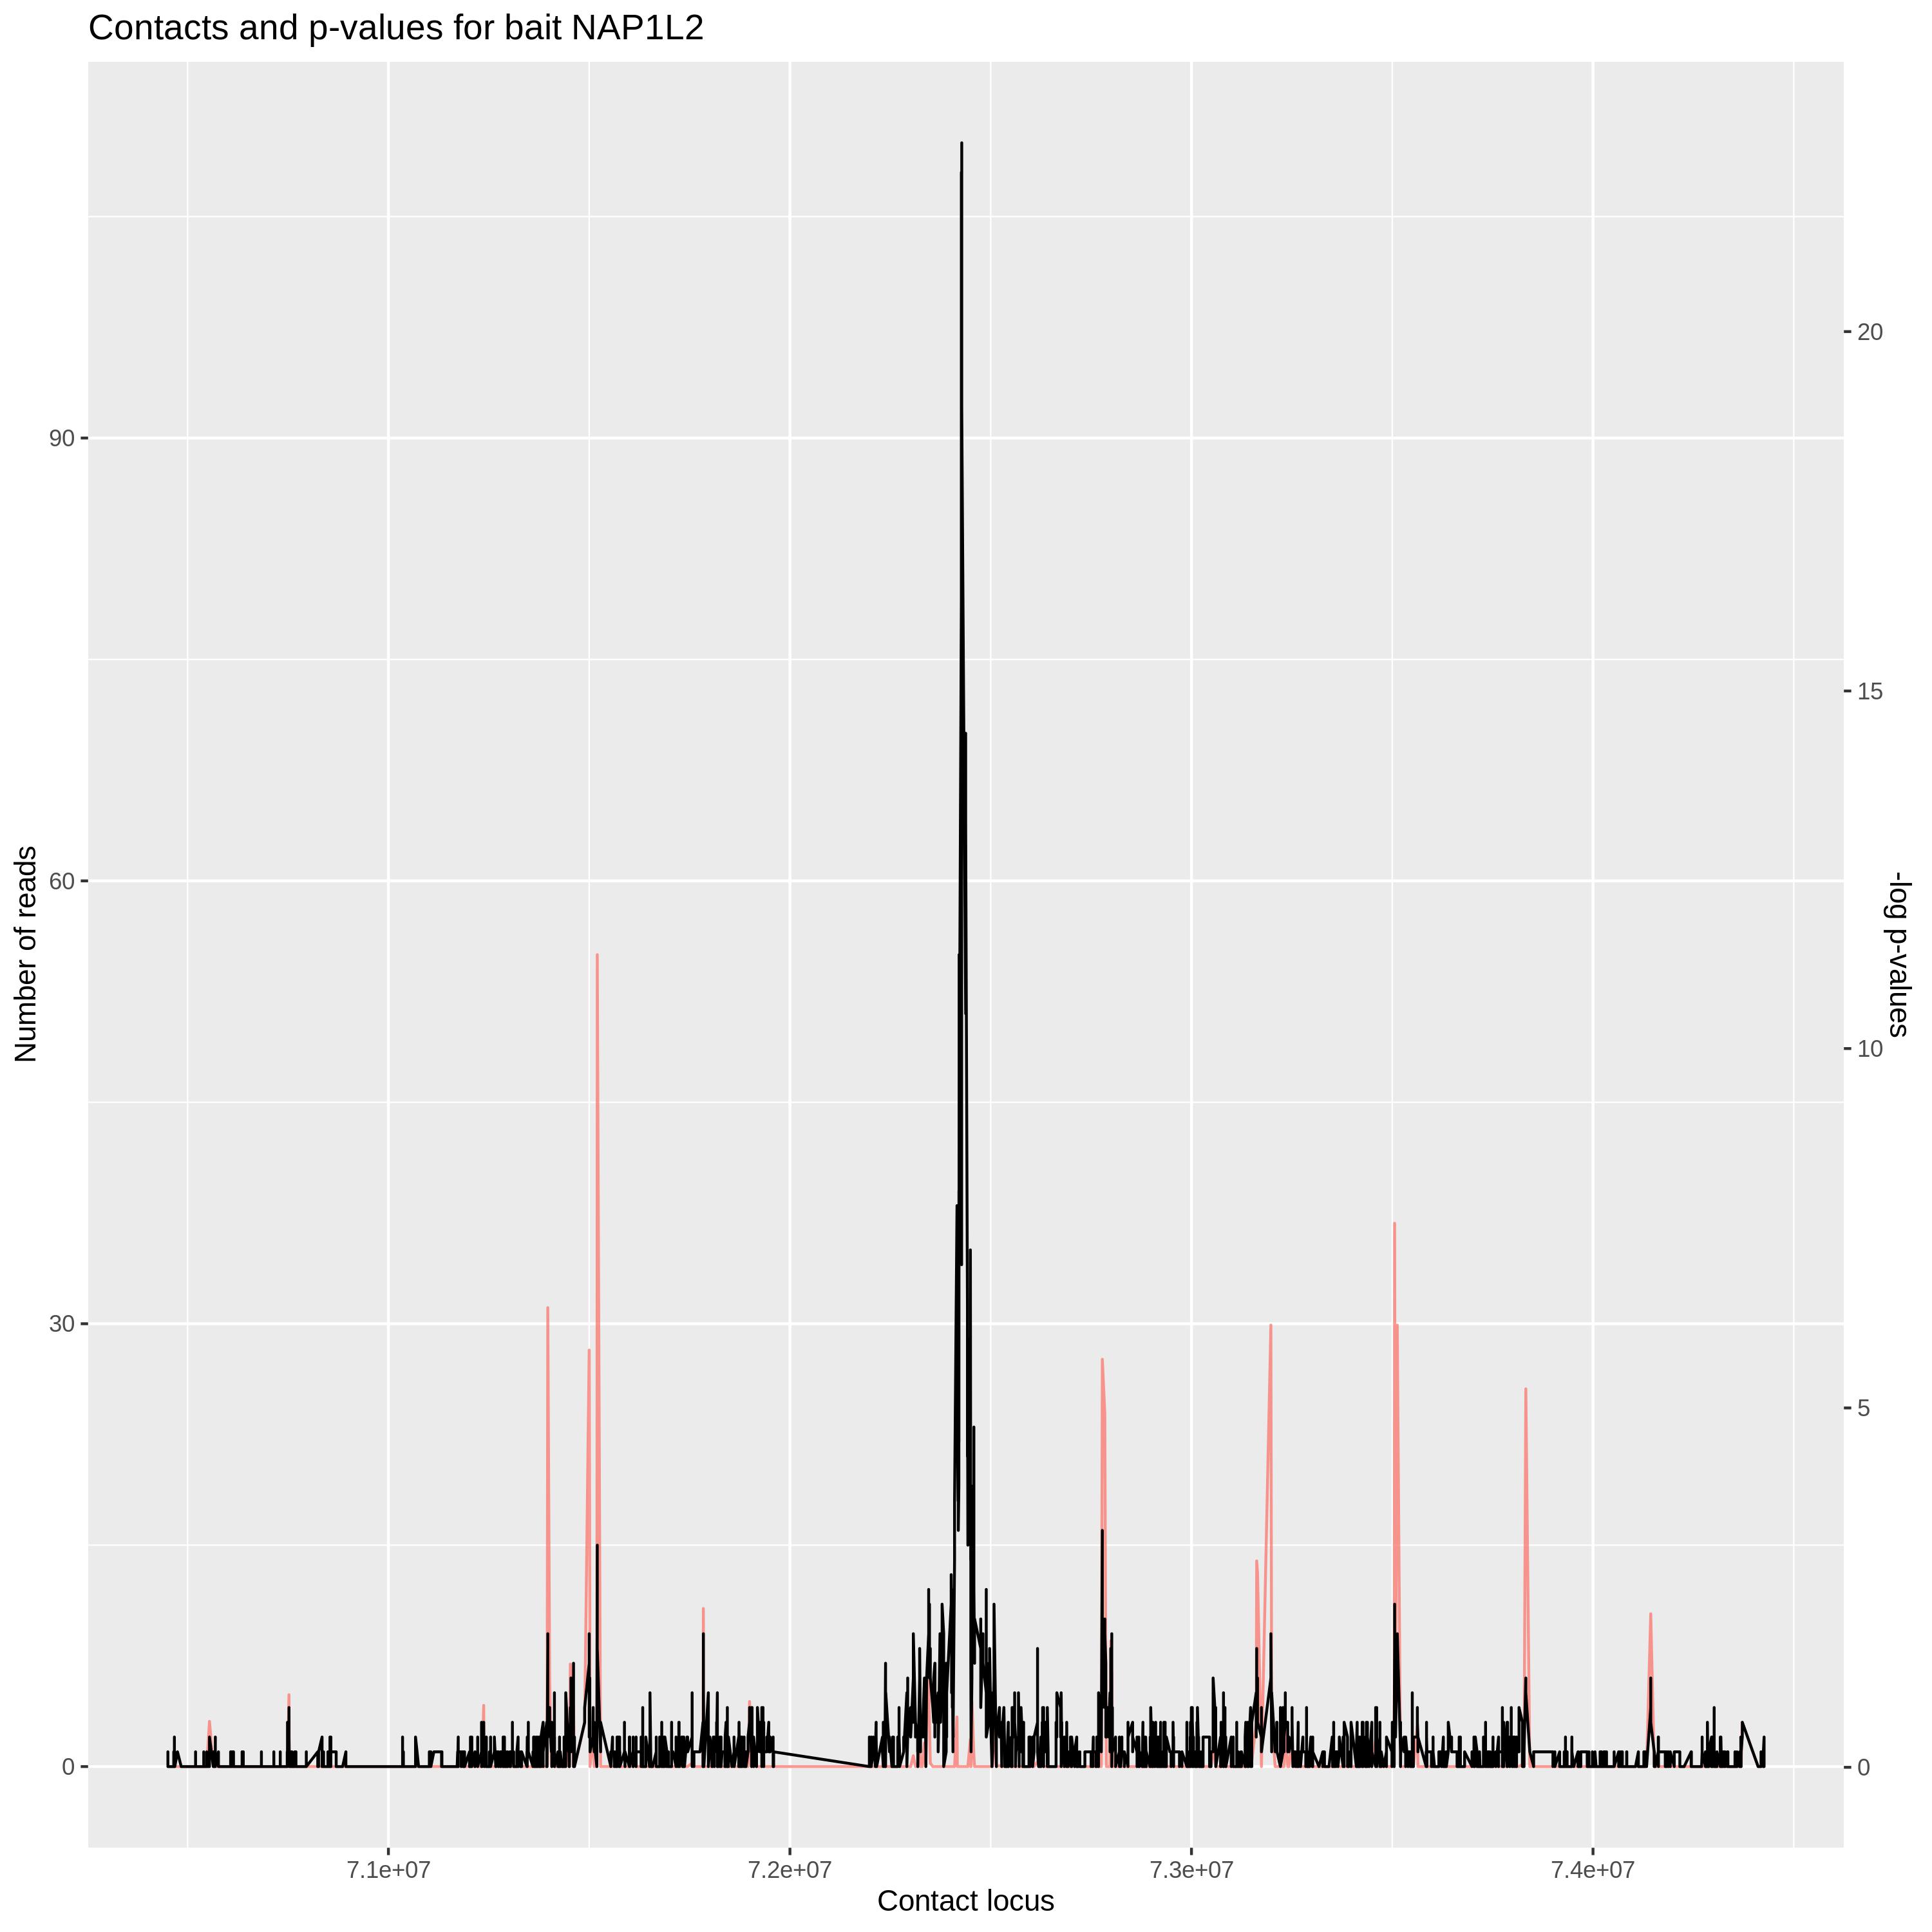 Contacts and p-values for bait NAP1L2
Number of reads
90
60
30
0
20
15
10
5
0
-log p-values
7.1e+07
7.2e+07
7.3e+07
7.4e+07
Contact locus